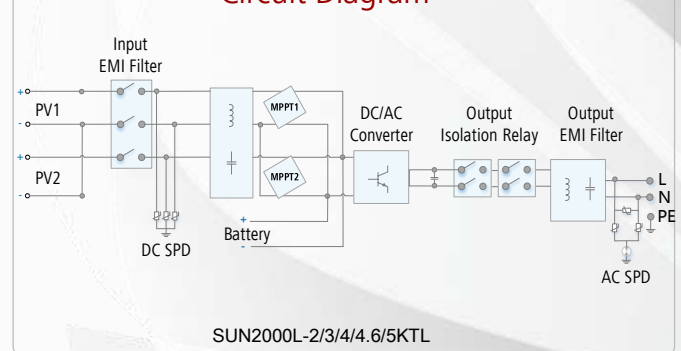 Circuit Diagram
Input
EMI Filter
+
PV1
-
+
PV2
-
DC SPD
MPPT1
MPPT2
+
Battery
-
DC/AC
Converter
Output
Isolation Relay
Output
EMI Filter
L
N
PE
AC SPD
SUN2000L-2/3/4/4.6/5KTL